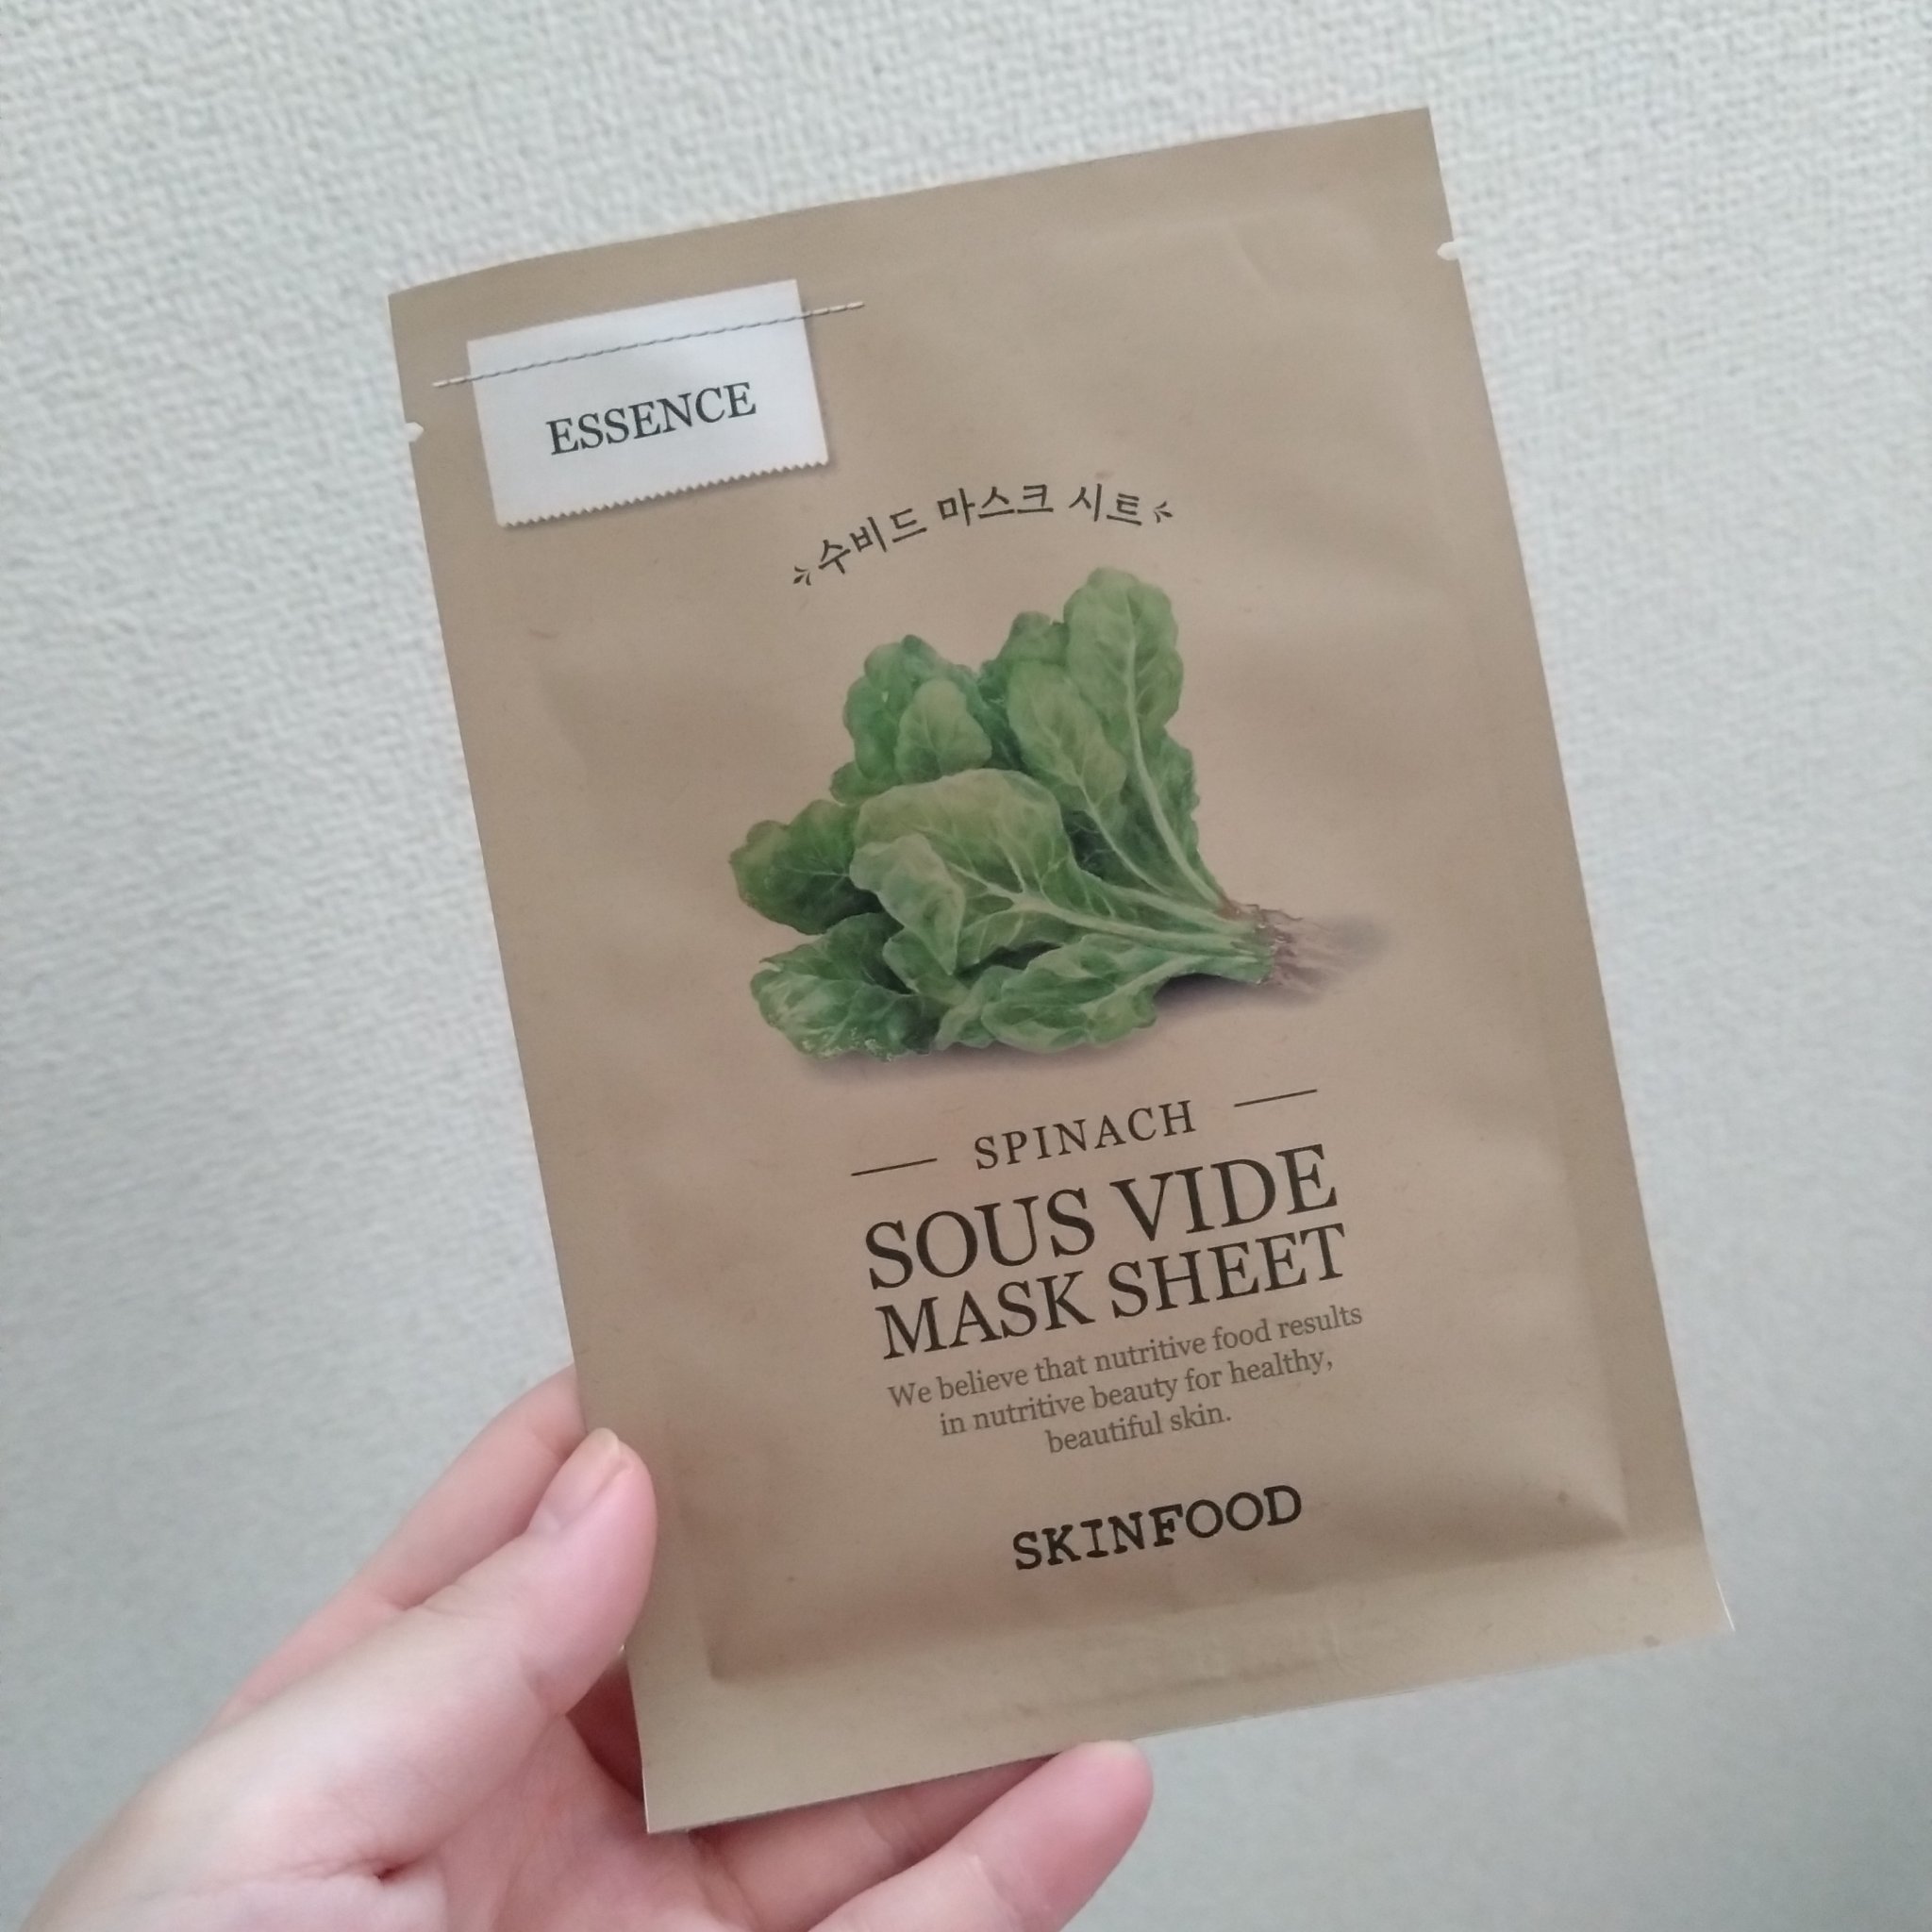 ESSENCE
수비드 마스크 시트
SPINACH
SOUS VIDE
MASK SHEET
We believe that nutritive food results
in nutritive beauty for healthy,
beautiful skin.
SKINFOOD